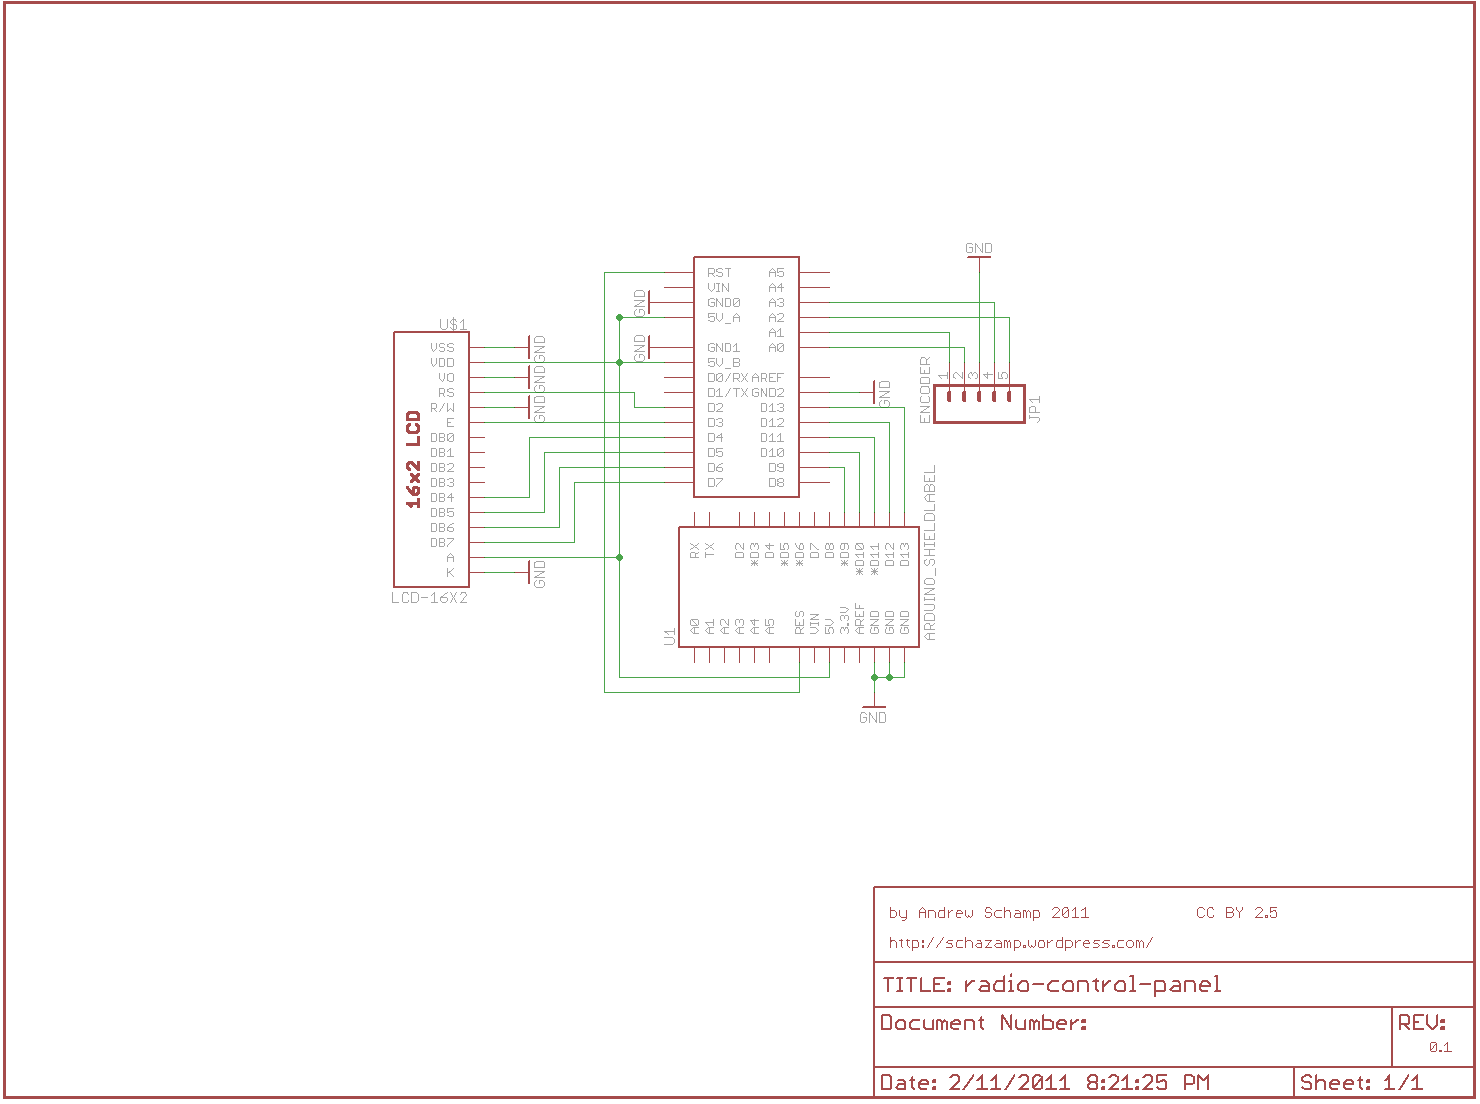 GND
RST A5
VIN A4
GND GND0 A3
5V_A A2
A1
GND GND1 A0
5V_B
D0/RX AREF
D1/TX GND2 GND
D2 D13
D3 D12
D4 D11
D5 D10
D6 D9
D7 D8
U$1
VSS GND
VDD
VO GND
RS
R/W GND
E
DB0
DB1
DB2
DB3
DB4
DB5
DB6
DB7
A
K GND
16x2 LCD
LCD-16X2
ENCODER
1 2 3 4 5
JP1
RX TX D2 *D3 D4 *D5 *D6 D7 D8 *D9 *D10 *D11 D12 D13
A0 A1 A2 A3 A4 A5 RES VIN 5V 3.3V AREF GND GND GND
U1
ARDUINO_SHIELDLABEL
GND
by Andrew Schamp 2011 CC BY 2.5
http://schazamp.wordpress.com/
TITLE: radio-control-panel
Document Number:
REV:
0.1
Date: 2/11/2011 8:21:25 PM
Sheet: 1/1